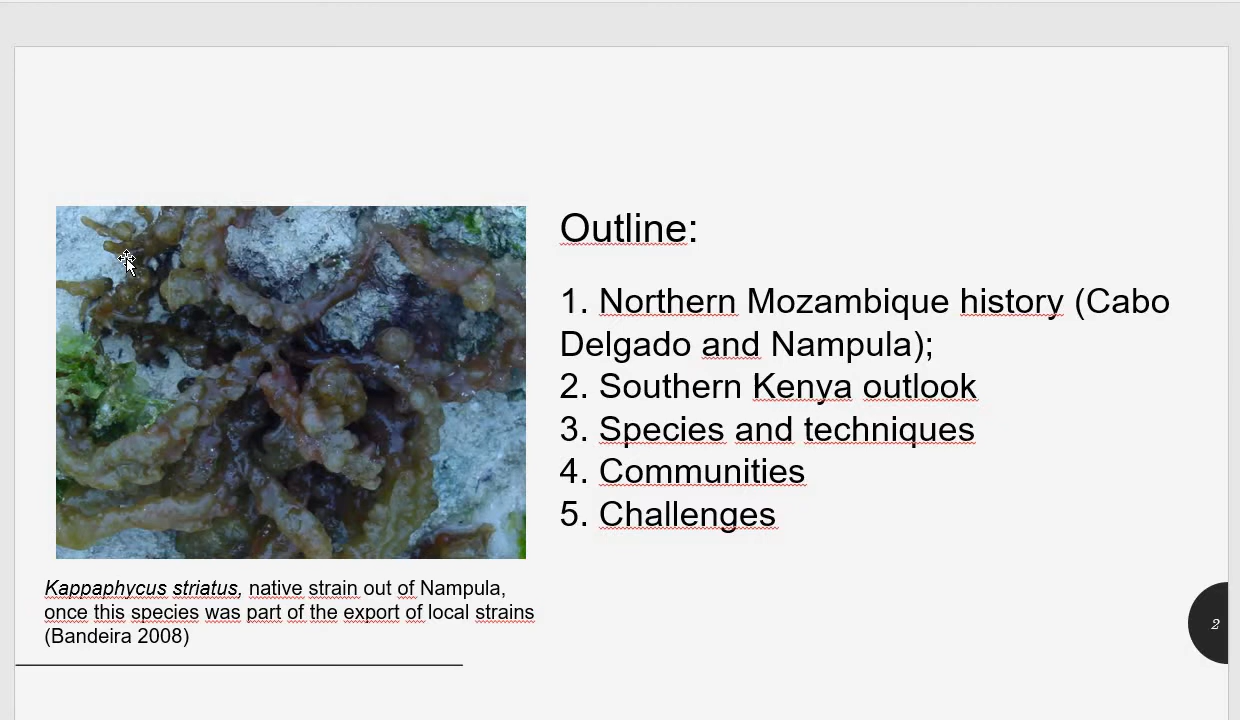 Outline:
1. Northern Mozambique history (Cabo
Delgado and Nampula);
2. Southern Kenya outlook
3. Species and techniques
4. Communities
5. Challenges
Kappaphycus striatus, native strain out of Nampula,
once this species was part of the export of local strains
(Bandeira 2008)
2